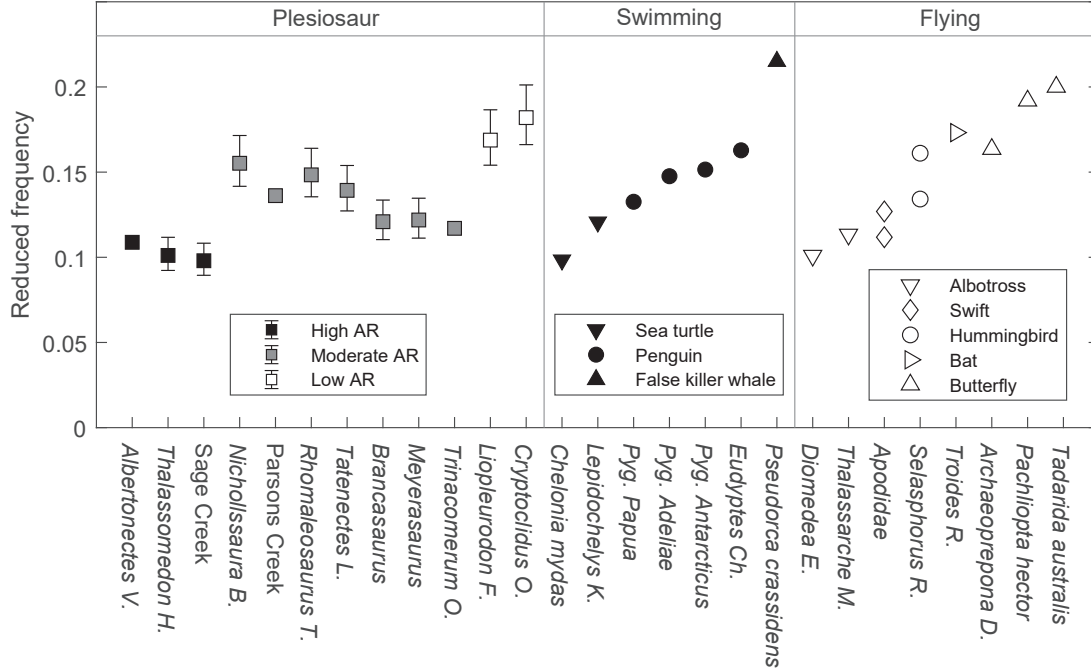 Plesiosaur
Swimming
Flying
Reduced frequency
0.2
0.15
0.1
0.05
0
High AR
Moderate AR
Low AR
Sea turtle
Penguin
False killer whale
Albotross
Swift
Hummingbird
Bat
Butterfly
Albertonectes V.
Thalassomedon H.
Sage Creek
Nichollssaura B.
Parsons Creek
Rhomaleosaurus T.
Tatenectes L.
Brancasaurus
Meyerasaurus
Trinacomerum O.
Liopleurodon F.
Cryptoclidus O.
Chelonia mydas
Lepidochelys K.
Pyg. Papua
Pyg. Adeliae
Pyg. Antarcticus
Eudyptes Ch.
Pseudorca crassidens
Diomedea E.
Thalassarche M.
Apodidae
Selasphorus R.
Troides R.
Archaeoprepona D.
Pachliopta hector
Tadarida australis